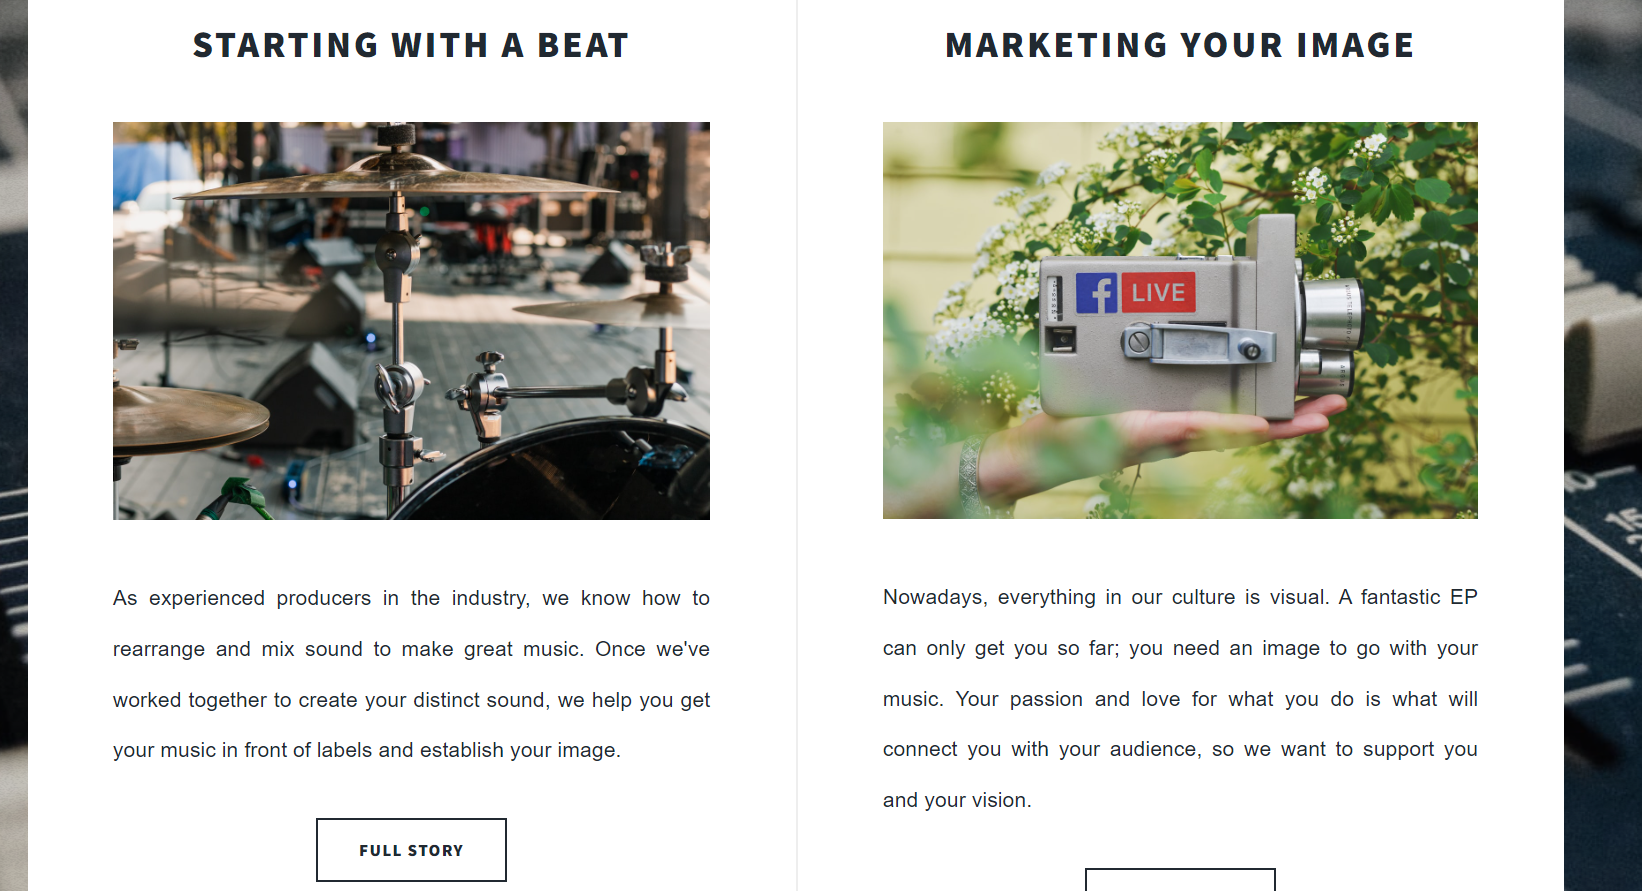 STARTING WITH A BEAT
As experienced producers in the industry, we know how to
rearrange and mix sound to make great music. Once we've
worked together to create your distinct sound, we help you get
your music in front of labels and establish your image.
FULL STORY
MARKETING YOUR IMAGE
f LIVE
Nowadays, everything in our culture is visual. A fantastic EP
can only get you so far; you need an image to go with your
music. Your passion and love for what you do is what will
connect you with your audience, so we want to support you
and your vision.
10
15